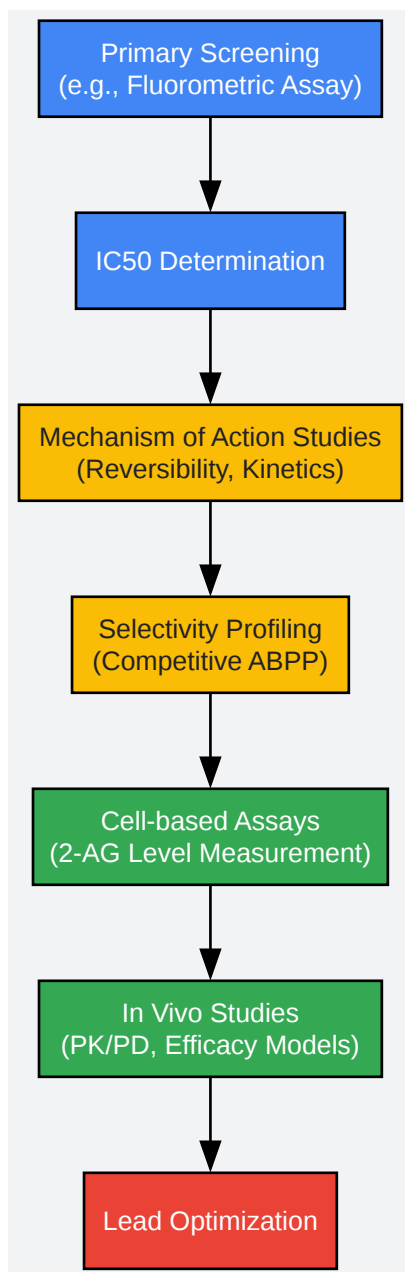 Primary Screening
(e.g., Fluorometric Assay)
IC50 Determination
Mechanism of Action Studies
(Reversibility, Kinetics)
Selectivity Profiling
(Competitive ABPP)
Cell-based Assays
(2-AG Level Measurement)
In Vivo Studies
(PK/PD, Efficacy Models)
Lead Optimization